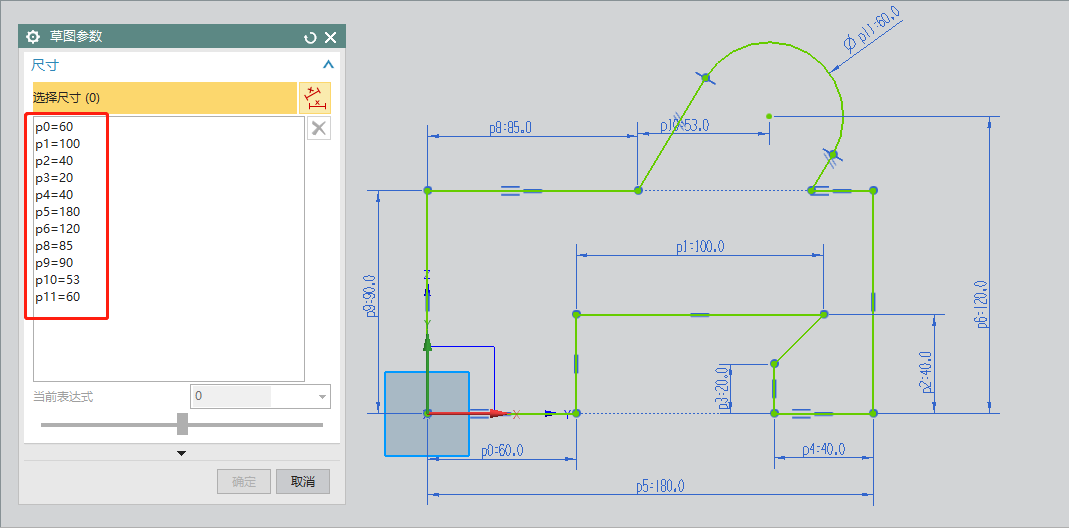 草图参数
尺寸
选择尺寸 (0)
p0=60
p1=100
p2=40
p3=20
p4=40
p5=180
p6=120
p8=85
p9=90
p10=53
p11=60
当前表达式
0
确定
取消
Ø p11:60.0
p8:85.0
p10:53.0
p1:100.0
p9:90.0
p6:120.0
Z
Y
p3:20.0
p2:40.0
X
Y
p0:60.0
p4:40.0
p5:180.0